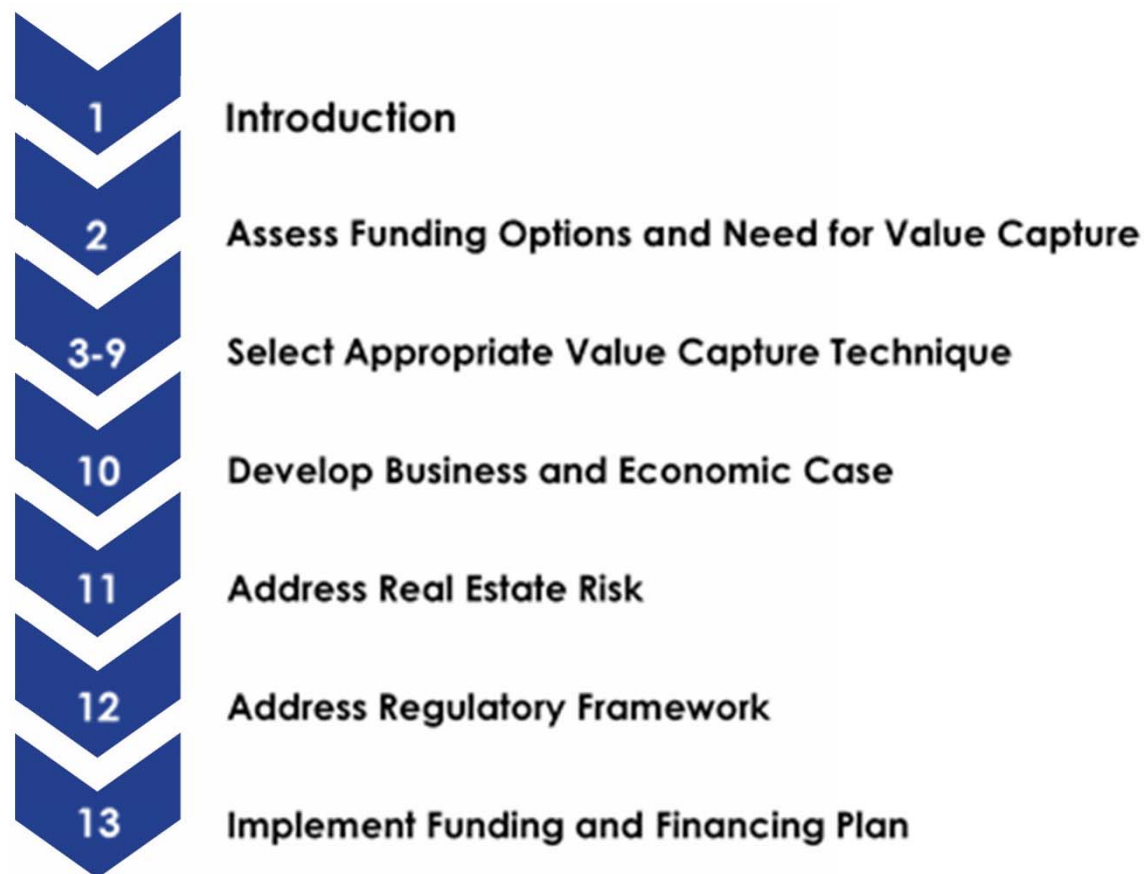 1 Introduction
2 Assess Funding Options and Need for Value Capture
3-9 Select Appropriate Value Capture Technique
10 Develop Business and Economic Case
11 Address Real Estate Risk
12 Address Regulatory Framework
13 Implement Funding and Financing Plan